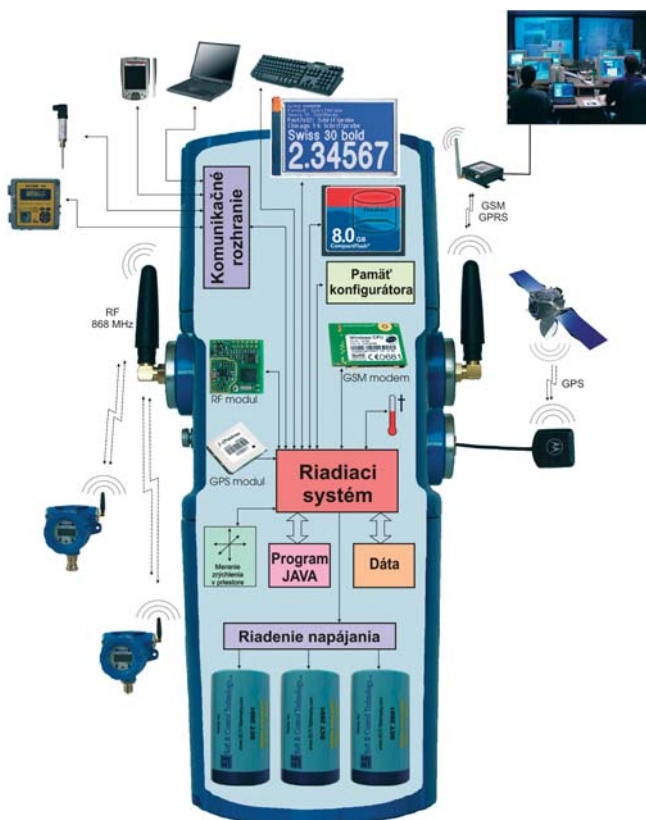 Swiss 30 bold
2.34567
Komunikačné
rozhranie
8.0
GB
CompactFlash
GSM
GPRS
Pamäť
konfigurátora
RF
868 MHz
RF modul
GSM modem
GPS
GPS modul
Riadiaci
systém
Meranie
zrýchlenia
v priestore
Program
JAVA
Dáta
Riadenie napájania